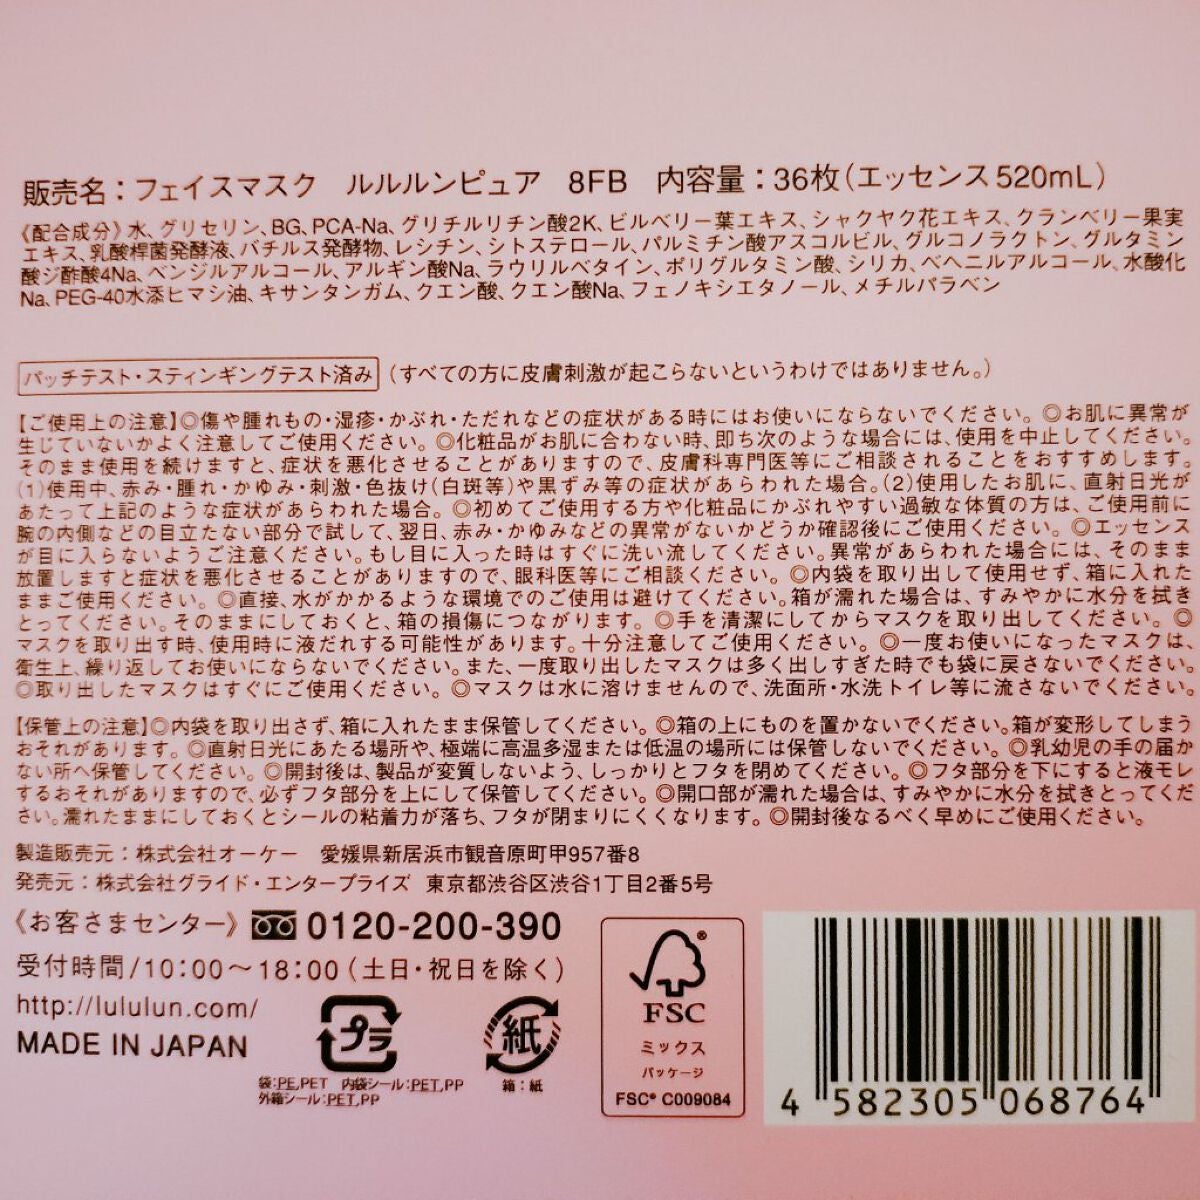 販売名：フェイスマスク　ルルルンピュア　8FB　内容量：36枚（エッセンス520mL）
《配合成分》水、グリセリン、BG、PCA-Na、グリチルリチン酸2K、ビルベリー葉エキス、シャクヤク花エキス、クランベリー果実
エキス、乳酸桿菌発酵液、バチルス発酵物、レシチン、シトステロール、パルミチン酸アスコルビル、グルコノラクトン、グルタミン
酸ジ酢酸4Na、ベンジルアルコール、アルギン酸Na、ラウリルベタイン、ポリグルタミン酸、シリカ、ベヘニルアルコール、水酸化
Na、PEG-40水添ヒマシ油、キサンタンガム、クエン酸、クエン酸Na、フェノキシエタノール、メチルパラベン
パッチテスト・スティンギングテスト済み（すべての方に皮膚刺激が起こらないというわけではありません。）
【ご使用上の注意】◎傷や腫れもの・湿疹・かぶれ・ただれなどの症状がある時にはお使いにならないでください。◎お肌に異常が
生じていないかよく注意してご使用ください。◎化粧品がお肌に合わない時、即ち次のような場合には、使用を中止してください。
そのまま使用を続けますと、症状を悪化させることがありますので、皮膚科専門医等にご相談されることをおすすめします。
(1)使用中、赤み・腫れ・かゆみ・刺激・色抜け(白斑等)や黒ずみ等の症状があらわれた場合。(2)使用したお肌に、直射日光が
あたって上記のような症状があらわれた場合。◎初めてご使用する方や化粧品にかぶれやすい過敏な体質の方は、ご使用前に
腕の内側などの目立たない部分で試して、翌日、赤み・かゆみなどの異常がないかどうか確認後にご使用ください。◎エッセンス
が目に入らないようご注意ください。もし目に入った時はすぐに洗い流してください。異常があらわれた場合には、そのまま
放置しますと症状を悪化させることがありますので、眼科医等にご相談ください。◎内袋を取り出して使用せず、箱に入れた
ままご使用ください。◎直接、水がかかるような環境でのご使用は避けてください。箱が濡れた場合は、すみやかに水分を拭き
とってください。そのままにしておくと、箱の損傷につながります。◎手を清潔にしてからマスクを取り出してください。◎
マスクを取り出す時、使用時に液だれする可能性があります。十分注意してご使用ください。◎一度お使いになったマスクは、
衛生上、繰り返してお使いにならないでください。また、一度取り出したマスクは多く出しすぎた時でも袋に戻さないでください。
◎取り出したマスクはすぐにご使用ください。◎マスクは水に溶けませんので、洗面所・水洗トイレ等に流さないでください。
【保管上の注意】◎内袋を取り出さず、箱に入れたまま保管してください。◎箱の上にものを置かないでください。箱が変形してしまう
おそれがあります。◎直射日光にあたる場所や、極端に高温多湿または低温の場所には保管しないでください。◎乳幼児の手の届か
ない所へ保管してください。◎開封後は、製品が変質しないよう、しっかりとフタを閉めてください。◎フタ部分を下にすると液モレ
するおそれがありますので、必ずフタ部分を上にして保管してください。◎開口部が濡れた場合は、すみやかに水分を拭きとってくだ
さい。濡れたままにしておくとシールの粘着力が落ち、フタが閉まりにくくなります。◎開封後なるべく早めにご使用ください。
製造販売元：株式会社オーケー　愛媛県新居浜市観音原町甲957番8
発売元：株式会社グライド・エンタープライズ　東京都渋谷区渋谷1丁目2番5号
《お客さまセンター》0120-200-390
受付時間/10:00～18:00（土日・祝日を除く）
http://lululun.com/
MADE IN JAPAN
プラ
袋：PE,PET　内袋シール：PET,PP
外箱シール：PET,PP
紙
箱：紙
®
FSC
ミックス
パッケージ
FSC® C009084
4 582305 068764